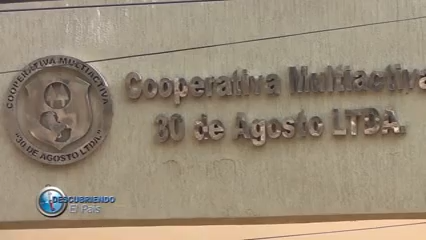 COOPERATIVA MULTIACTIVA
"30 DE AGOSTO LTDA."
Cooperativa Multiactiva
30 de Agosto LTDA.
DESCUBRIENDO
El País